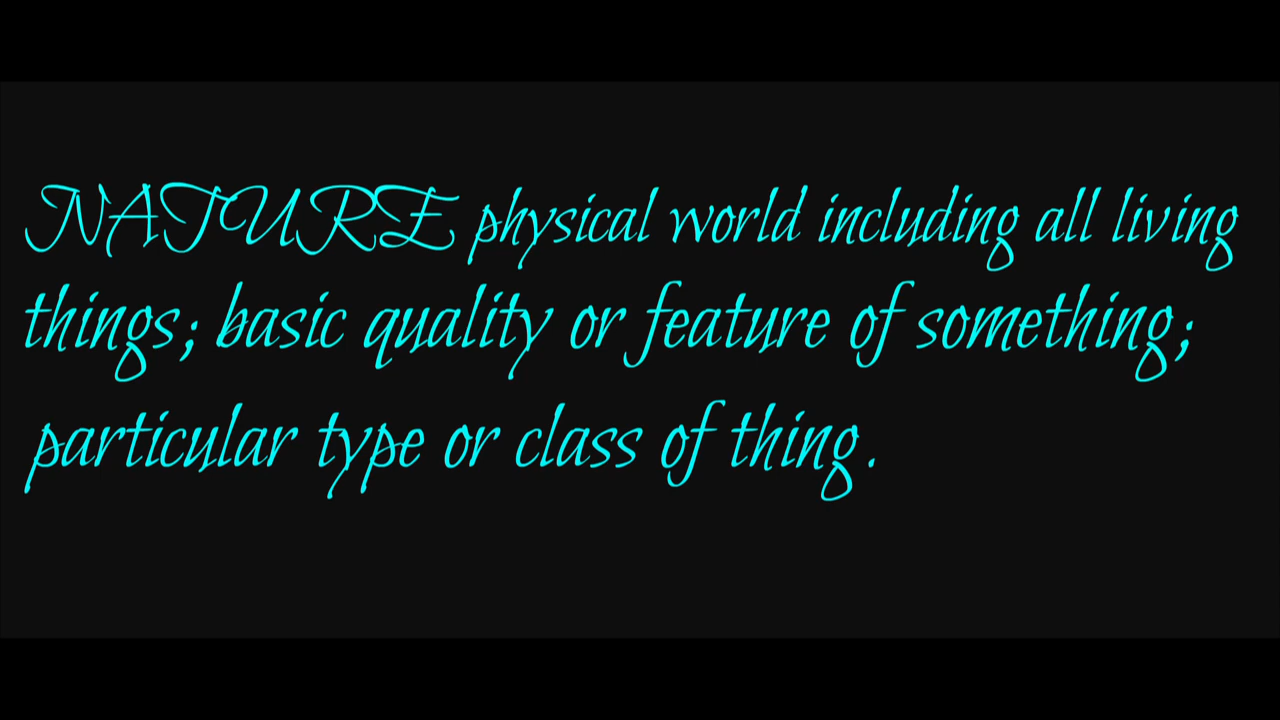 NATURE physical world including all living
things; basic quality or feature of something;
particular type or class of thing.